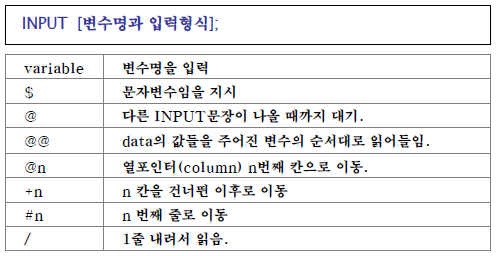 INPUT [변수명과 입력형식];
variable 변수명을 입력
$ 문자변수임을 지시
@ 다른 INPUT문장이 나올 때까지 대기.
@@ data의 값들을 주어진 변수의 순서대로 읽어들임.
@n 열포인터(column) n번째 칸으로 이동.
+n n 칸을 건너뛴 이후로 이동
#n n 번째 줄로 이동
/ 1줄 내려서 읽음.